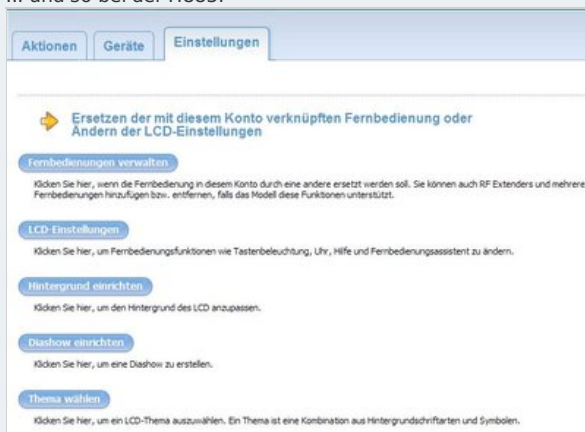 ... und so bei der H885:
Aktionen
Geräte
Einstellungen
Ersetzen der mit diesem Konto verknüpften Fernbedienung oder
Ändern der LCD-Einstellungen
Fernbedienungen verwalten
Klicken Sie hier, wenn die Fernbedienung in diesem Konto durch eine andere ersetzt werden soll. Sie können auch RF Extenders und mehrere
Fernbedienungen hinzufügen bzw. entfernen, falls das Modell diese Funktionen unterstützt.
LCD-Einstellungen
Klicken Sie hier, um Fernbedienungsfunktionen wie Tastenbeleuchtung, Uhr, Hilfe und Fernbedienungsassistent zu ändern.
Hintergrund einrichten
Klicken Sie hier, um den Hintergrund des LCD anzupassen.
Diashow einrichten
Klicken Sie hier, um eine Diashow zu erstellen.
Thema wählen
Klicken Sie hier, um ein LCD-Thema auszuwählen. Ein Thema ist eine Kombination aus Hintergrundschriftarten und Symbolen.